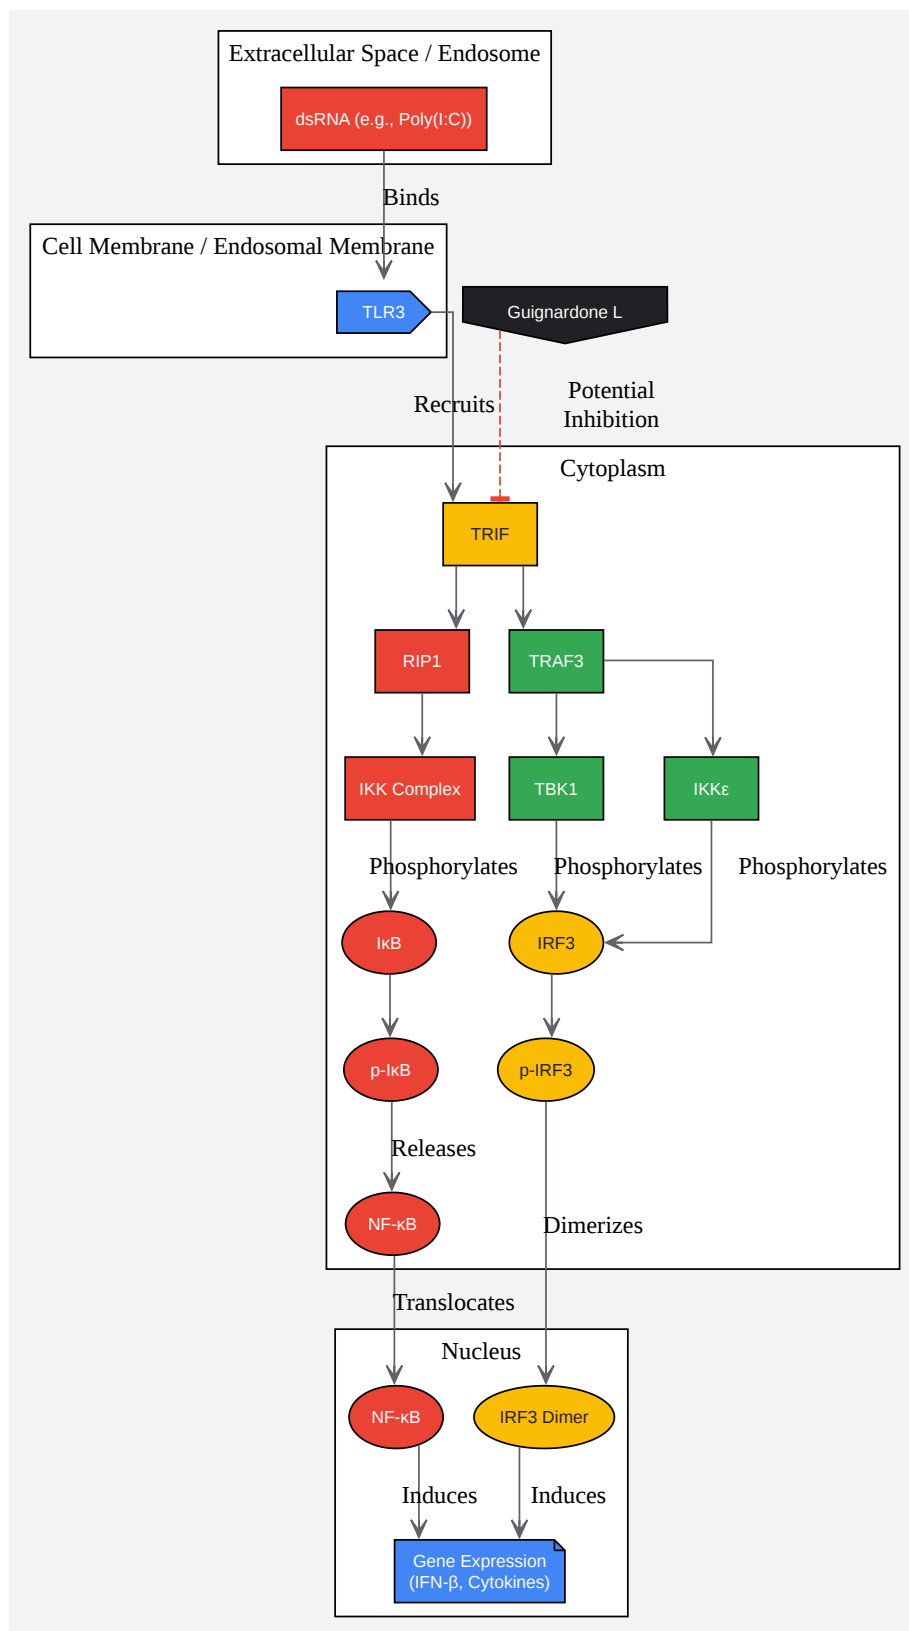 Extracellular Space / Endosome
dsRNA (e.g., Poly(I:C))
Binds
Cell Membrane / Endosomal Membrane
TLR3
Guignardone L
Recruits
Potential
Inhibition
Cytoplasm
TRIF
RIP1
TRAF3
IKK Complex
TBK1
IKKε
Phosphorylates
Phosphorylates
Phosphorylates
IκB
IRF3
p-IκB
p-IRF3
Releases
NF-κB
Dimerizes
Translocates
Nucleus
NF-κB
IRF3 Dimer
Induces
Induces
Gene Expression
(IFN-β, Cytokines)